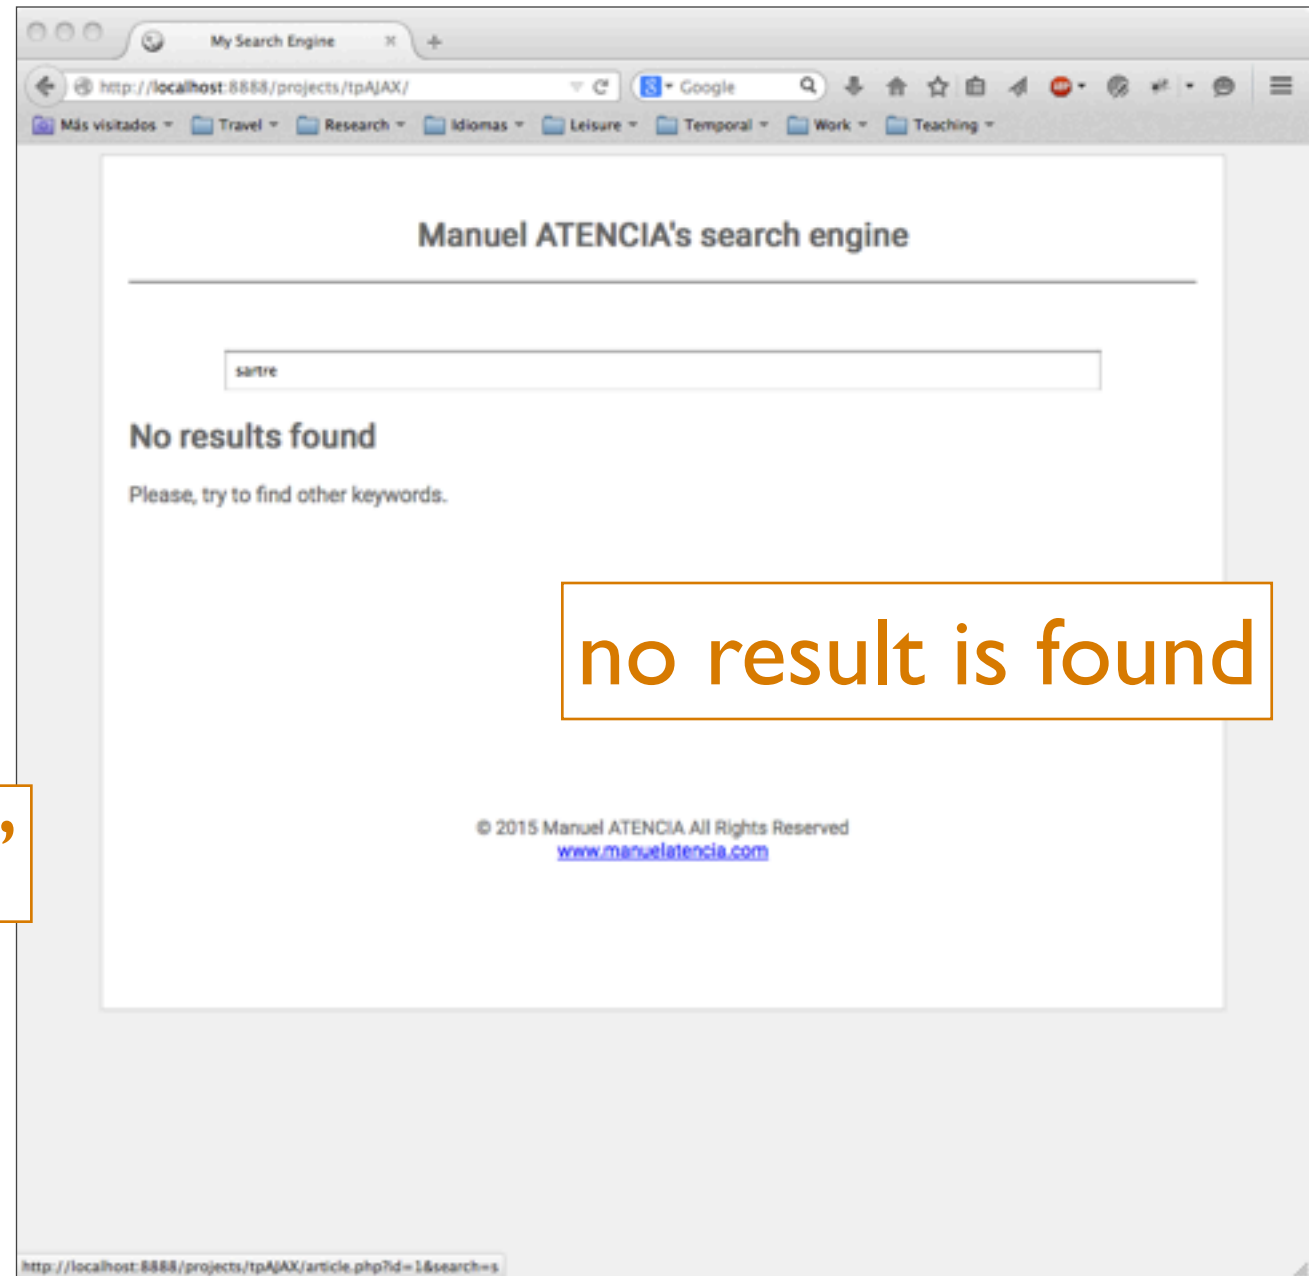 My Search Engine
http://localhost:8888/projects/tpAJAX/
Google
Más visitados Travel Research Idiomas Leisure Temporal Work Teaching
Manuel ATENCIA's search engine
sartre
No results found
Please, try to find other keywords.
no result is found
”
© 2015 Manuel ATENCIA All Rights Reserved
www.manuelatencia.com
http://localhost:8888/projects/tpAJAX/article.php?id=1&search=s